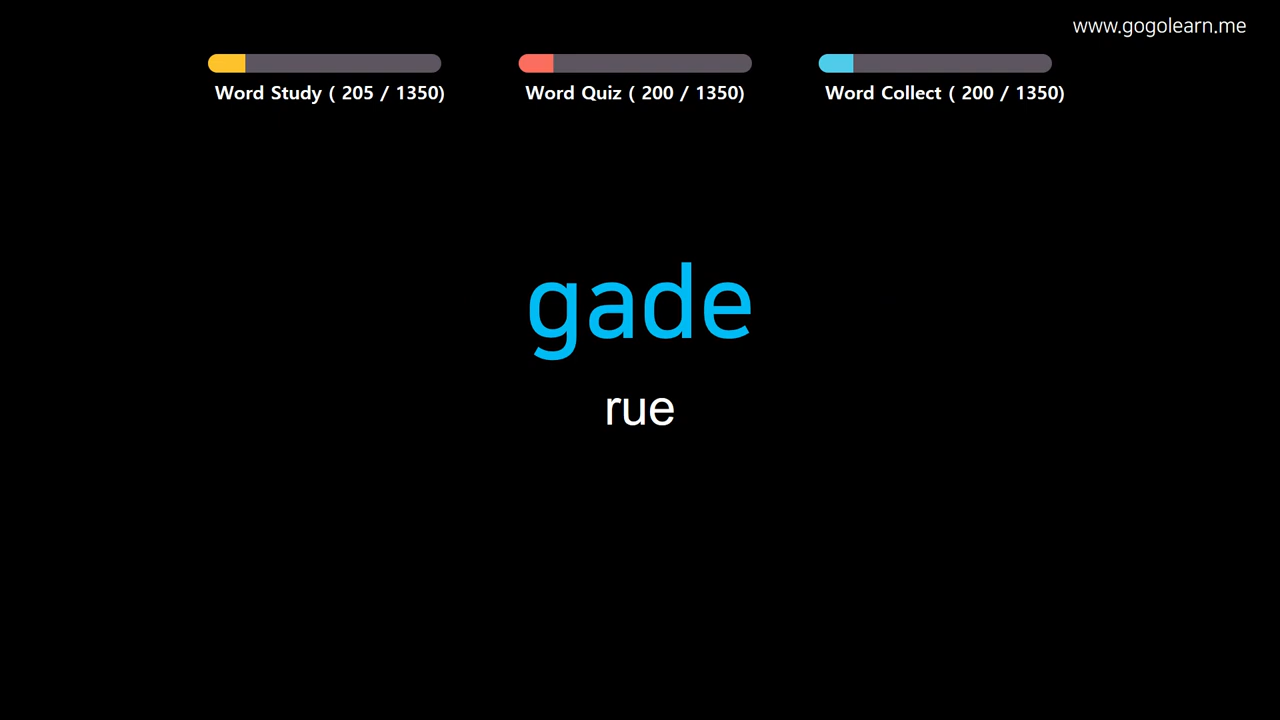 www.gogolearn.me
Word Study ( 205 / 1350)
Word Quiz ( 200 / 1350)
Word Collect ( 200 / 1350)
gade
rue